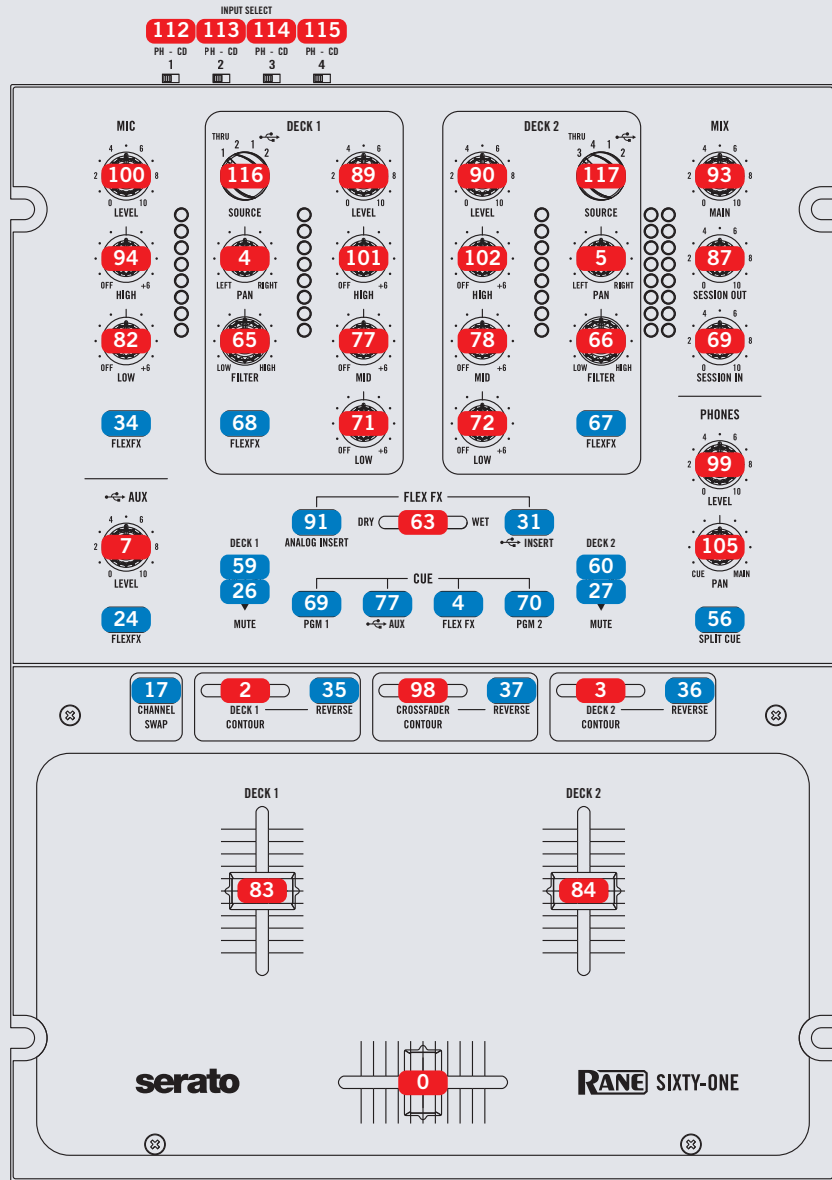 INPUT SELECT
112 113 114 115
PH - CD PH - CD PH - CD PH - CD
1 2 3 4
MIC
4 6
2 8
100
0 10
LEVEL
94
OFF +6
HIGH
82
OFF +6
LOW
34
FLEXFX
AUX
4 6
2 8
7
0 10
LEVEL
24
FLEXFX
DECK 1
THRU
1 2 1 2
116
SOURCE
4
LEFT RIGHT
PAN
65
LOW HIGH
FILTER
68
FLEXFX
4 6
2 8
89
0 10
LEVEL
101
OFF +6
HIGH
77
OFF +6
MID
71
OFF +6
LOW
DECK 2
4 6
2 8
90
0 10
LEVEL
102
OFF +6
HIGH
78
OFF +6
MID
72
OFF +6
LOW
THRU
3 4 1 2
117
SOURCE
5
LEFT RIGHT
PAN
66
LOW HIGH
FILTER
67
FLEXFX
MIX
4 6
2 8
93
0 10
MAIN
4 6
2 8
87
0 10
SESSION OUT
4 6
2 8
69
0 10
SESSION IN
PHONES
4 6
2 8
99
0 10
LEVEL
105
CUE MAIN
PAN
56
SPLIT CUE
FLEX FX
91
ANALOG INSERT
DRY 63 WET
31
INSERT
DECK 1
59
26
MUTE
CUE
69 77 4 70
PGM 1 AUX FLEX FX PGM 2
DECK 2
60
27
MUTE
17
CHANNEL
SWAP
2 35
DECK 1 REVERSE
CONTOUR
98 37
CROSSFADER REVERSE
CONTOUR
3 36
DECK 2 REVERSE
CONTOUR
DECK 1
83
DECK 2
84
0
serato
RANE SIXTY-ONE